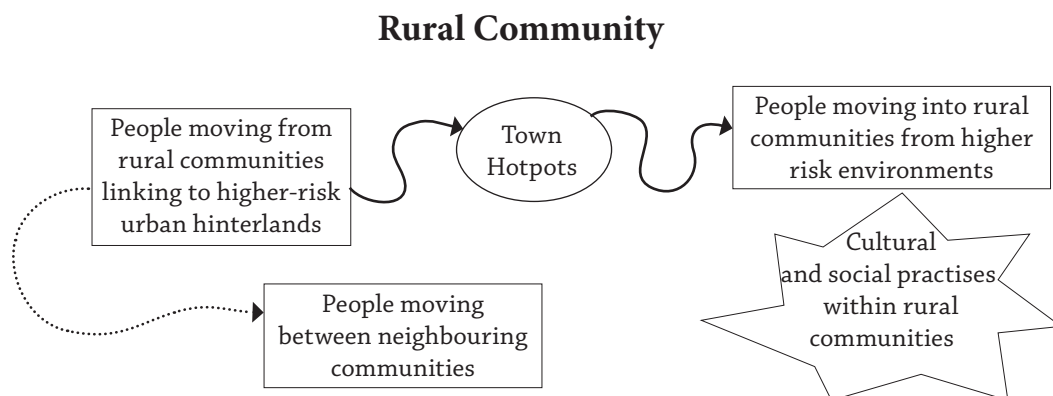 Rural Community
People moving from
rural communities
linking to higher-risk
urban hinterlands
Town
Hotpots
People moving into rural
communities from higher
risk environments
Cultural
and social practises
within rural
communities
People moving
between neighbouring
communities